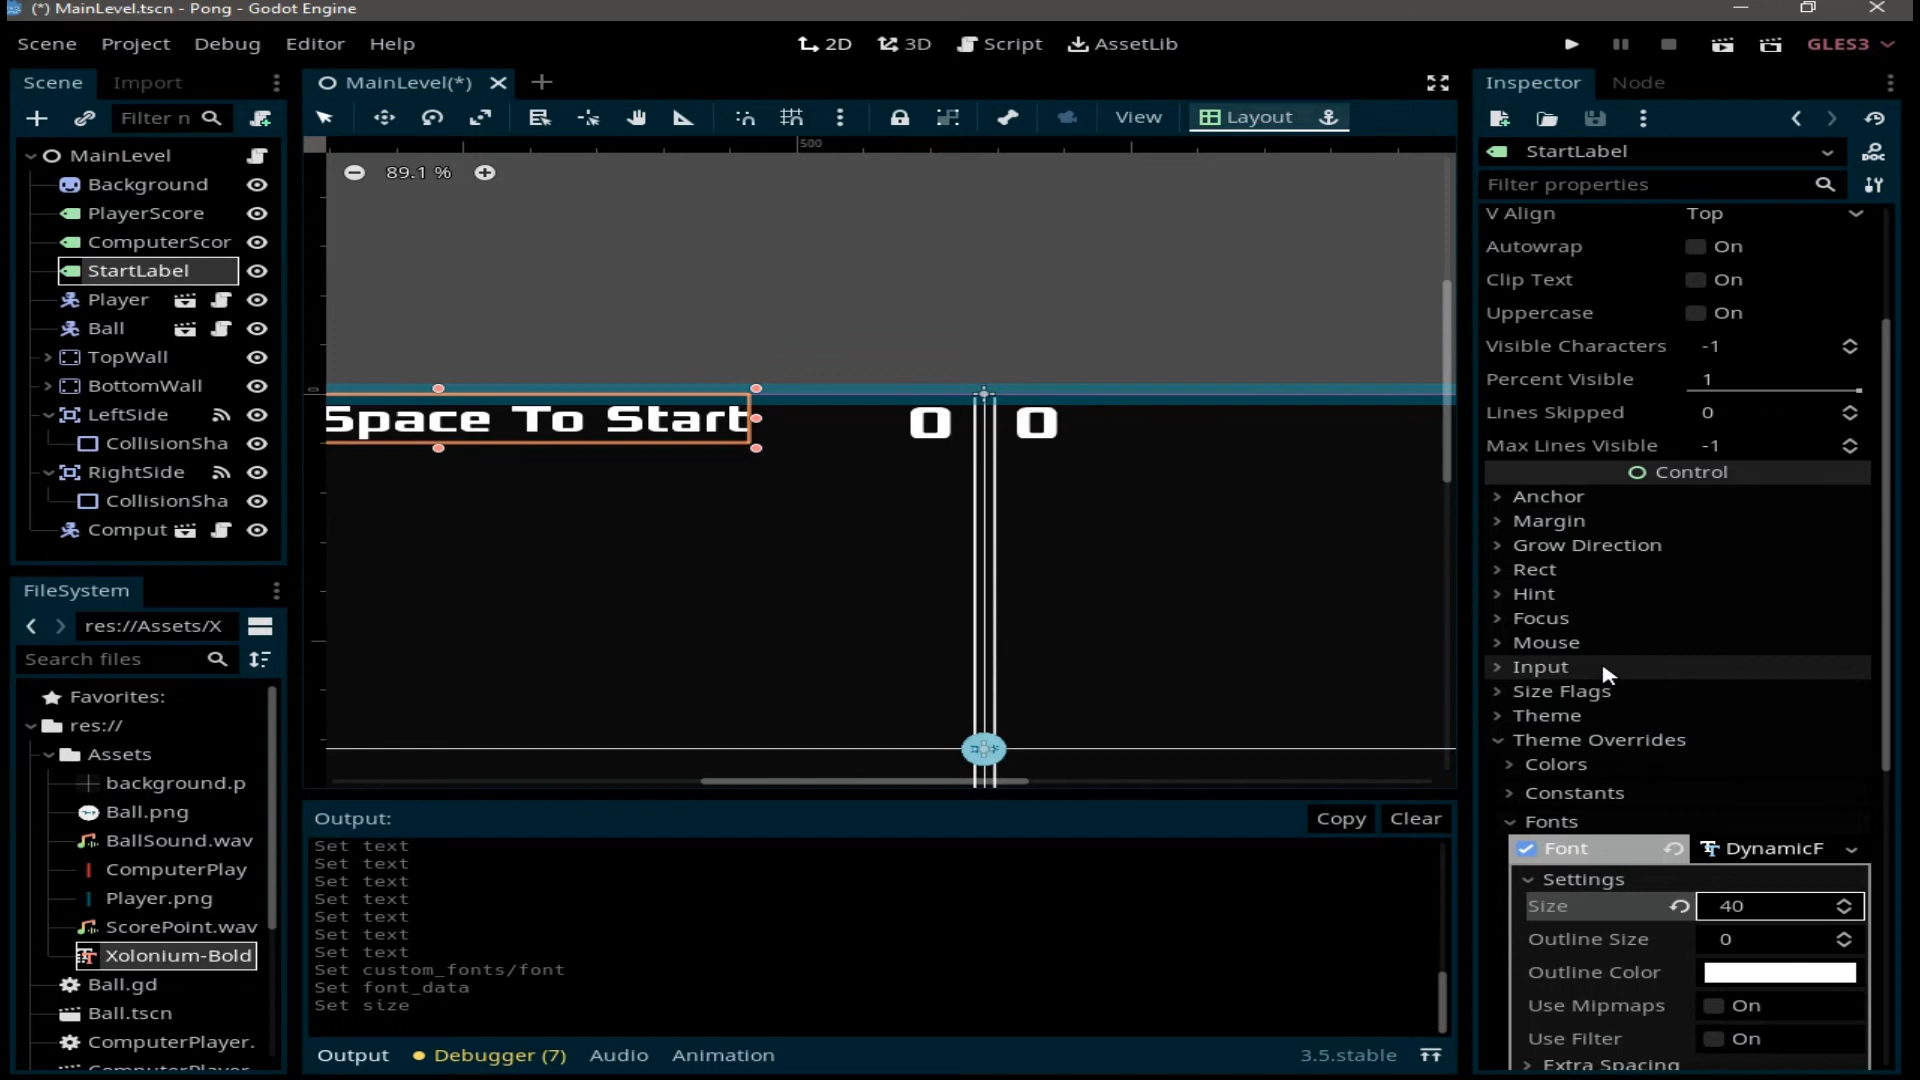 (*) MainLevel.tscn - Pong - Godot Engine
Scene Project Debug Editor Help
2D 3D Script AssetLib
GLES3
Scene Import
Filter n
MainLevel
Background
PlayerScore
ComputerScor
StartLabel
Player
Ball
TopWall
BottomWall
LeftSide
CollisionSha
RightSide
CollisionSha
Comput
FileSystem
res://Assets/X
Search files
Favorites:
res://
Assets
background.p
Ball.png
BallSound.wav
ComputerPlay
Player.png
ScorePoint.wav
Xolonium-Bold
Ball.gd
Ball.tscn
ComputerPlayer.
MainLevel(*)
View Layout
500
89.1 %
0
Space To Start 0 0
Output: Copy Clear
Set text
Set text
Set text
Set text
Set text
Set text
Set text
Set custom_fonts/font
Set font_data
Set size
Output Debugger (7) Audio Animation 3.5.stable
Inspector Node
StartLabel
DOC
Filter properties
V Align Top
Autowrap On
Clip Text On
Uppercase On
Visible Characters -1
Percent Visible 1
Lines Skipped 0
Max Lines Visible -1
Control
Anchor
Margin
Grow Direction
Rect
Hint
Focus
Mouse
Input
Size Flags
Theme
Theme Overrides
Colors
Constants
Fonts
Font DynamicF
Settings
Size 40
Outline Size 0
Outline Color
Use Mipmaps On
Use Filter On
Extra Spacing